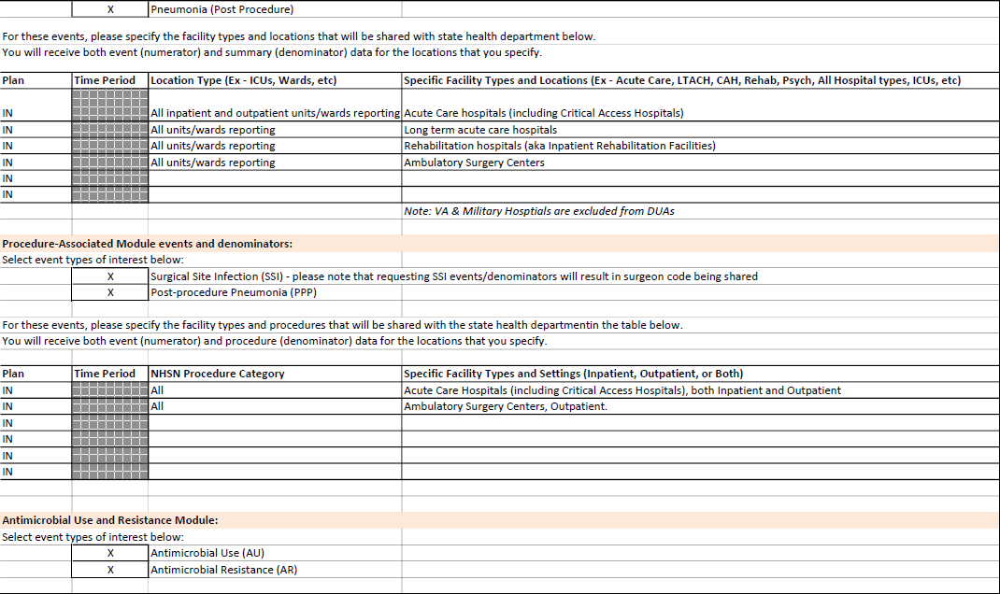 X Pneumonia (Post Procedure)
For these events, please specify the facility types and locations that will be shared with state health department below.
You will receive both event (numerator) and summary (denominator) data for the locations that you specify.
Plan Time Period Location Type (Ex - ICUs, Wards, etc) Specific Facility Types and Locations (Ex - Acute Care, LTACH, CAH, Rehab, Psych, All Hospital types, ICUs, etc)
IN All inpatient and outpatient units/wards reporting Acute Care hospitals (including Critical Access Hospitals)
IN All units/wards reporting Long term acute care hospitals
IN All units/wards reporting Rehabilitation hospitals (aka Inpatient Rehabilitation Facilities)
IN All units/wards reporting Ambulatory Surgery Centers
IN
IN
Note: VA & Military Hosptials are excluded from DUAs
Procedure-Associated Module events and denominators:
Select event types of interest below:
X Surgical Site Infection (SSI) - please note that requesting SSI events/denominators will result in surgeon code being shared
X Post-procedure Pneumonia (PPP)
For these events, please specify the facility types and procedures that will be shared with the state health departmentin the table below.
You will receive both event (numerator) and procedure (denominator) data for the locations that you specify.
Plan Time Period NHSN Procedure Category Specific Facility Types and Settings (Inpatient, Outpatient, or Both)
IN All Acute Care Hospitals (including Critical Access Hospitals), both Inpatient and Outpatient
IN All Ambulatory Surgery Centers, Outpatient.
IN
IN
IN
IN
Antimicrobial Use and Resistance Module:
Select event types of interest below:
X Antimicrobial Use (AU)
X Antimicrobial Resistance (AR)